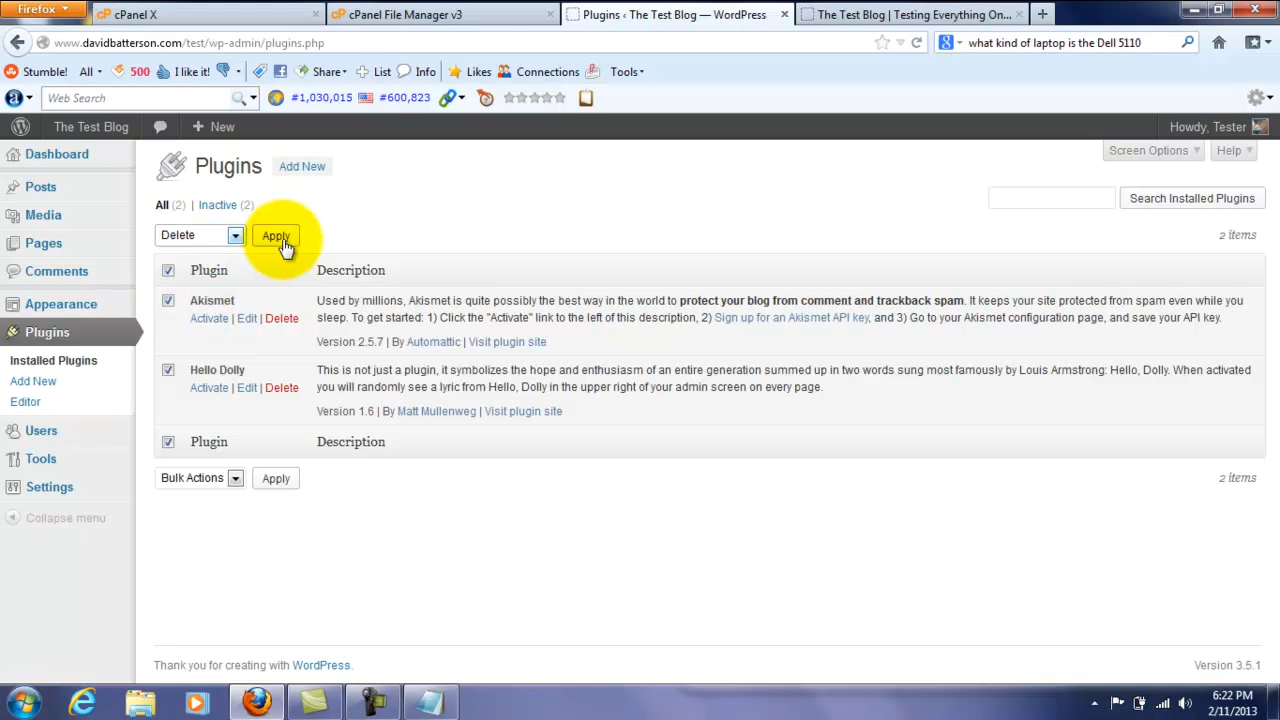 Firefox
cPanel X
cPanel File Manager v3
Plugins ‹ The Test Blog — WordPress
The Test Blog | Testing Everything On...
www.davidbatterson.com/test/wp-admin/plugins.php
what kind of laptop is the Dell 5110
Stumble! All 500 I like it! Share List Info Likes Connections Tools
Web Search #1,030,015 #600,823
The Test Blog + New Howdy, Tester
Screen Options Help
Dashboard
Posts
Media
Pages
Comments
Appearance
Plugins
Installed Plugins
Add New
Editor
Users
Tools
Settings
Collapse menu
Plugins Add New
All (2) | Inactive (2)
Search Installed Plugins
Delete Apply 2 items
Plugin Description
Akismet
Activate | Edit | Delete
Used by millions, Akismet is quite possibly the best way in the world to protect your blog from comment and trackback spam. It keeps your site protected from spam even while you
sleep. To get started: 1) Click the "Activate" link to the left of this description, 2) Sign up for an Akismet API key, and 3) Go to your Akismet configuration page, and save your API key.
Version 2.5.7 | By Automattic | Visit plugin site
Hello Dolly
Activate | Edit | Delete
This is not just a plugin, it symbolizes the hope and enthusiasm of an entire generation summed up in two words sung most famously by Louis Armstrong: Hello, Dolly. When activated
you will randomly see a lyric from Hello, Dolly in the upper right of your admin screen on every page.
Version 1.6 | By Matt Mullenweg | Visit plugin site
Plugin Description
Bulk Actions Apply 2 items
Thank you for creating with WordPress. Version 3.5.1
6:22 PM
2/11/2013